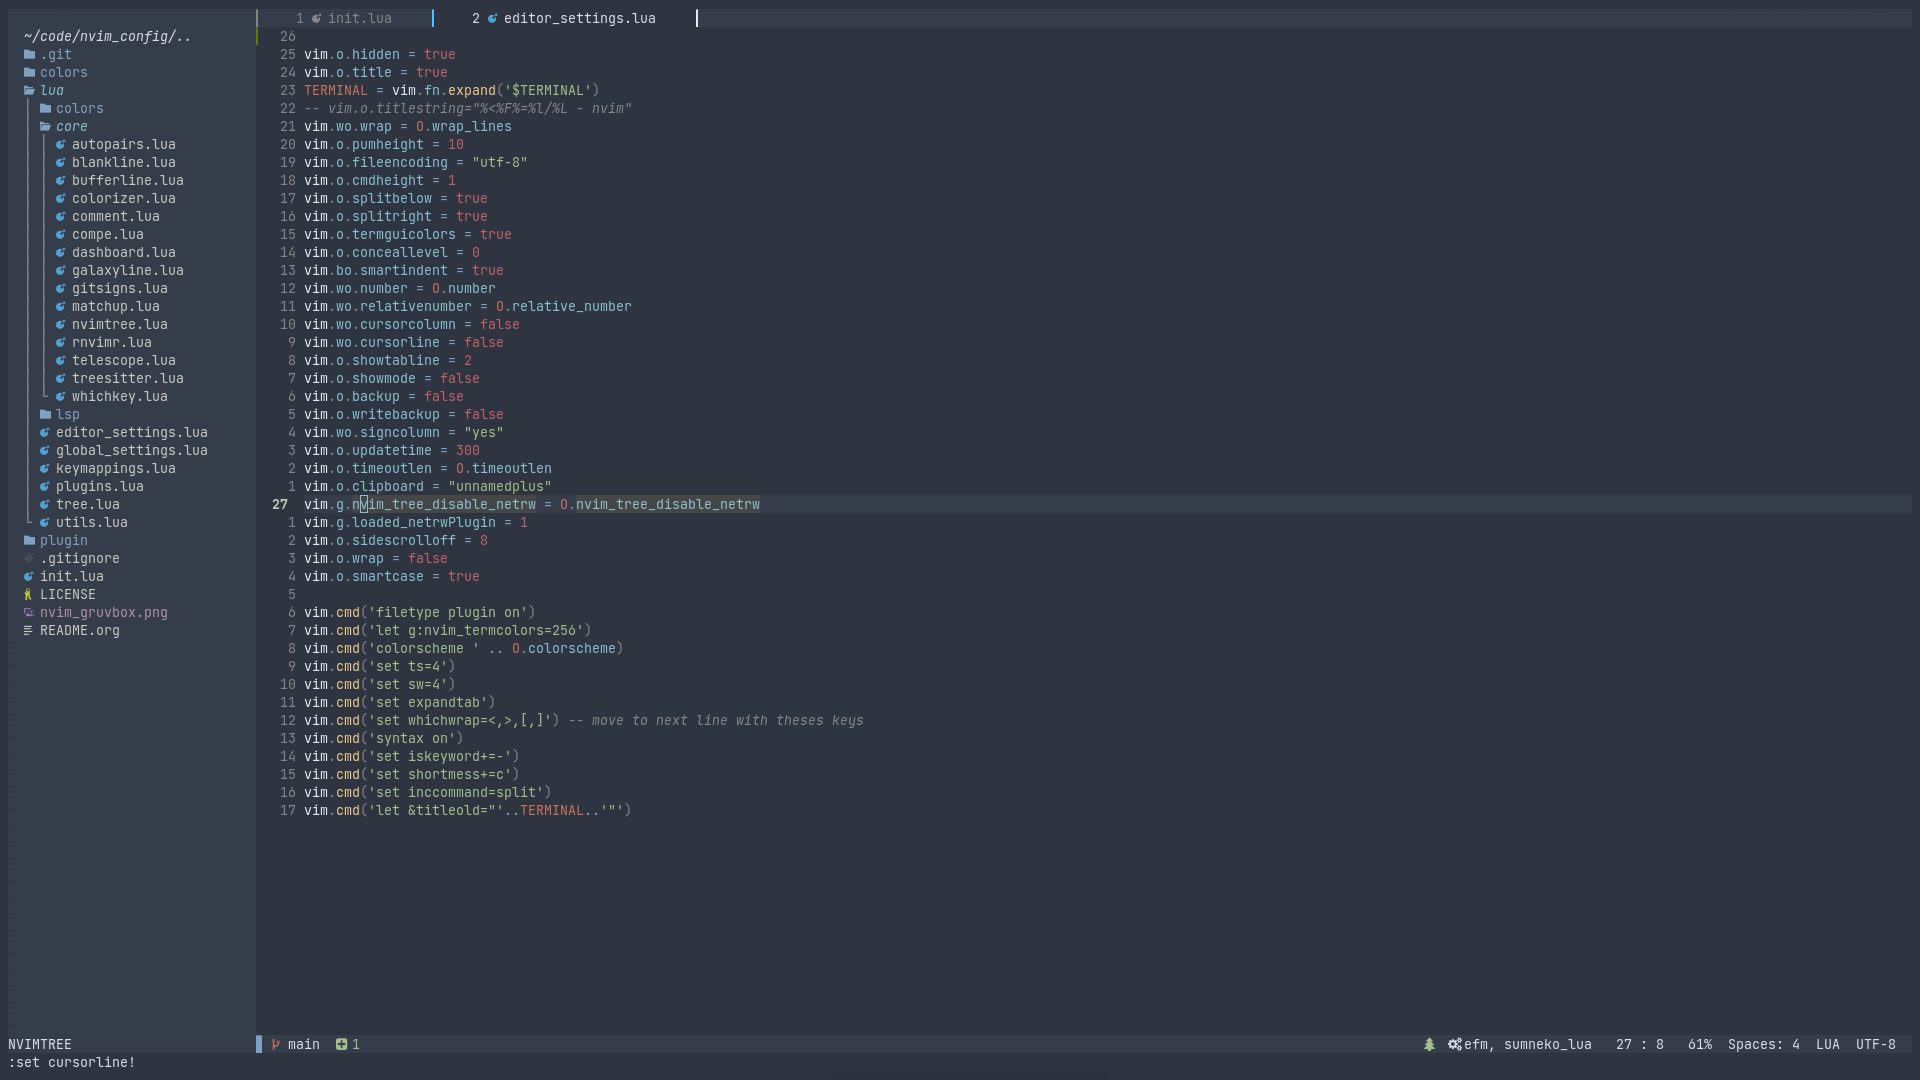 1 init.lua 2 editor_settings.lua
~/code/nvim_config/..
.git
colors
lua
colors
core
autopairs.lua
blankline.lua
bufferline.lua
colorizer.lua
comment.lua
compe.lua
dashboard.lua
galaxyline.lua
gitsigns.lua
matchup.lua
nvimtree.lua
rnvimr.lua
telescope.lua
treesitter.lua
whichkey.lua
lsp
editor_settings.lua
global_settings.lua
keymappings.lua
plugins.lua
tree.lua
utils.lua
plugin
.gitignore
init.lua
LICENSE
nvim_gruvbox.png
README.org
26
25 vim.o.hidden = true
24 vim.o.title = true
23 TERMINAL = vim.fn.expand('$TERMINAL')
22 -- vim.o.titlestring="%<%F%=%l/%L - nvim"
21 vim.wo.wrap = O.wrap_lines
20 vim.o.pumheight = 10
19 vim.o.fileencoding = "utf-8"
18 vim.o.cmdheight = 1
17 vim.o.splitbelow = true
16 vim.o.splitright = true
15 vim.o.termguicolors = true
14 vim.o.conceallevel = 0
13 vim.bo.smartindent = true
12 vim.wo.number = O.number
11 vim.wo.relativenumber = O.relative_number
10 vim.wo.cursorcolumn = false
9 vim.wo.cursorline = false
8 vim.o.showtabline = 2
7 vim.o.showmode = false
6 vim.o.backup = false
5 vim.o.writebackup = false
4 vim.wo.signcolumn = "yes"
3 vim.o.updatetime = 300
2 vim.o.timeoutlen = O.timeoutlen
1 vim.o.clipboard = "unnamedplus"
27 vim.g.nvim_tree_disable_netrw = O.nvim_tree_disable_netrw
1 vim.g.loaded_netrwPlugin = 1
2 vim.o.sidescrolloff = 8
3 vim.o.wrap = false
4 vim.o.smartcase = true
5
6 vim.cmd('filetype plugin on')
7 vim.cmd('let g:nvim_termcolors=256')
8 vim.cmd('colorscheme ' .. O.colorscheme)
9 vim.cmd('set ts=4')
10 vim.cmd('set sw=4')
11 vim.cmd('set expandtab')
12 vim.cmd('set whichwrap=<,>,[,]') -- move to next line with theses keys
13 vim.cmd('syntax on')
14 vim.cmd('set iskeyword+=-')
15 vim.cmd('set shortmess+=c')
16 vim.cmd('set inccommand=split')
17 vim.cmd('let &titleold="'..TERMINAL..'"')
NVIMTREE main 1 efm, sumneko_lua 27 : 8 61% Spaces: 4 LUA UTF-8
:set cursorline!